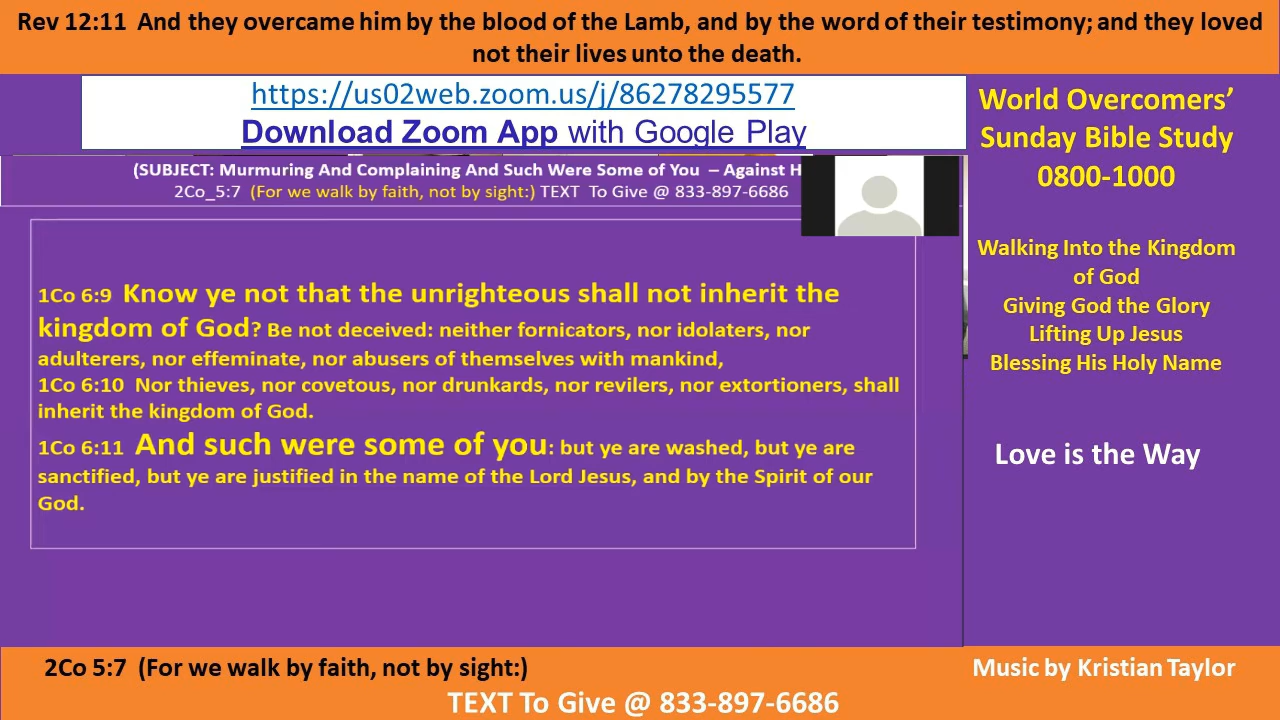 Rev 12:11  And they overcame him by the blood of the Lamb, and by the word of their testimony; and they loved
not their lives unto the death.
https://us02web.zoom.us/j/86278295577
Download Zoom App with Google Play
(SUBJECT: Murmuring And Complaining And Such Were Some of You – Against H
2Co_5:7  (For we walk by faith, not by sight:) TEXT  To Give @ 833-897-6686
1Co 6:9  Know ye not that the unrighteous shall not inherit the
kingdom of God? Be not deceived: neither fornicators, nor idolaters, nor
adulterers, nor effeminate, nor abusers of themselves with mankind,
1Co 6:10  Nor thieves, nor covetous, nor drunkards, nor revilers, nor extortioners, shall
inherit the kingdom of God.
1Co 6:11  And such were some of you: but ye are washed, but ye are
sanctified, but ye are justified in the name of the Lord Jesus, and by the Spirit of our
God.
World Overcomers’
Sunday Bible Study
0800-1000
Walking Into the Kingdom
of God
Giving God the Glory
Lifting Up Jesus
Blessing His Holy Name
Love is the Way
2Co 5:7  (For we walk by faith, not by sight:)
Music by Kristian Taylor
TEXT To Give @ 833-897-6686